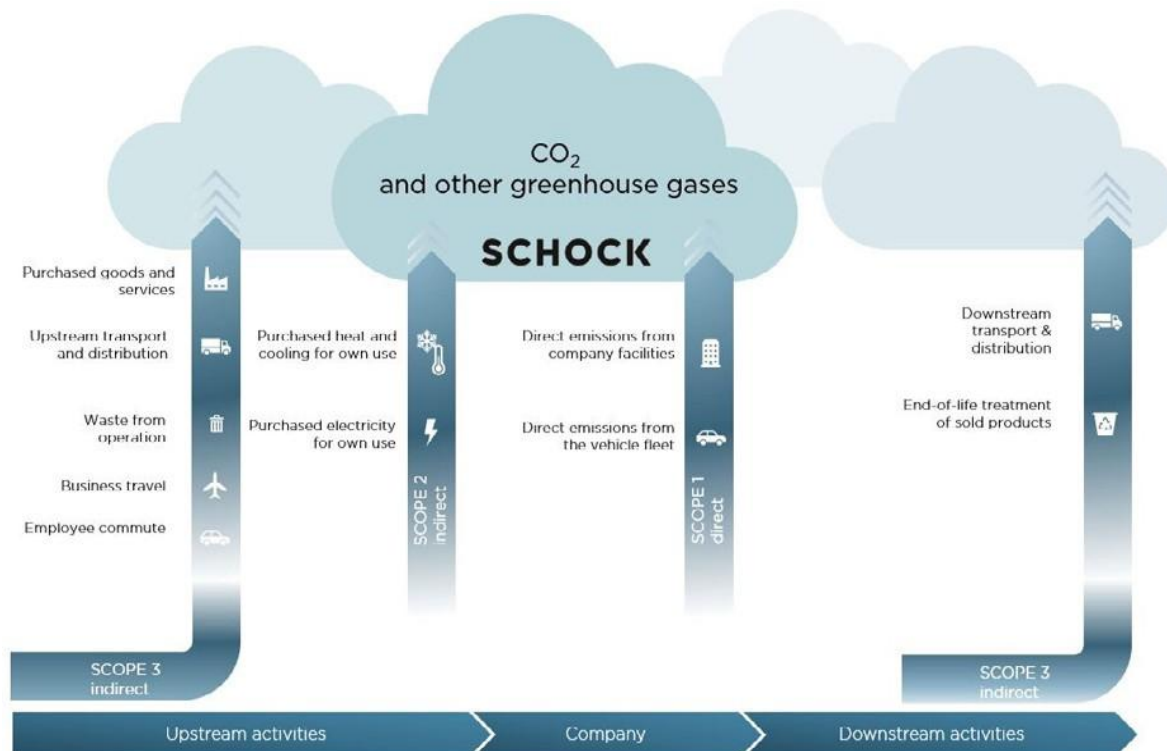 CO₂
and other greenhouse gases
SCHOCK
Purchased goods and
services
Upstream transport
and distribution
Waste from
operation
Business travel
Employee commute
SCOPE 3
indirect
Purchased heat and
cooling for own use
Purchased electricity
for own use
SCOPE 2
indirect
Direct emissions from
company facilities
Direct emissions from
the vehicle fleet
SCOPE 1
direct
Downstream
transport &
distribution
End-of-life treatment
of sold products
SCOPE 3
indirect
Upstream activities
Company
Downstream activities